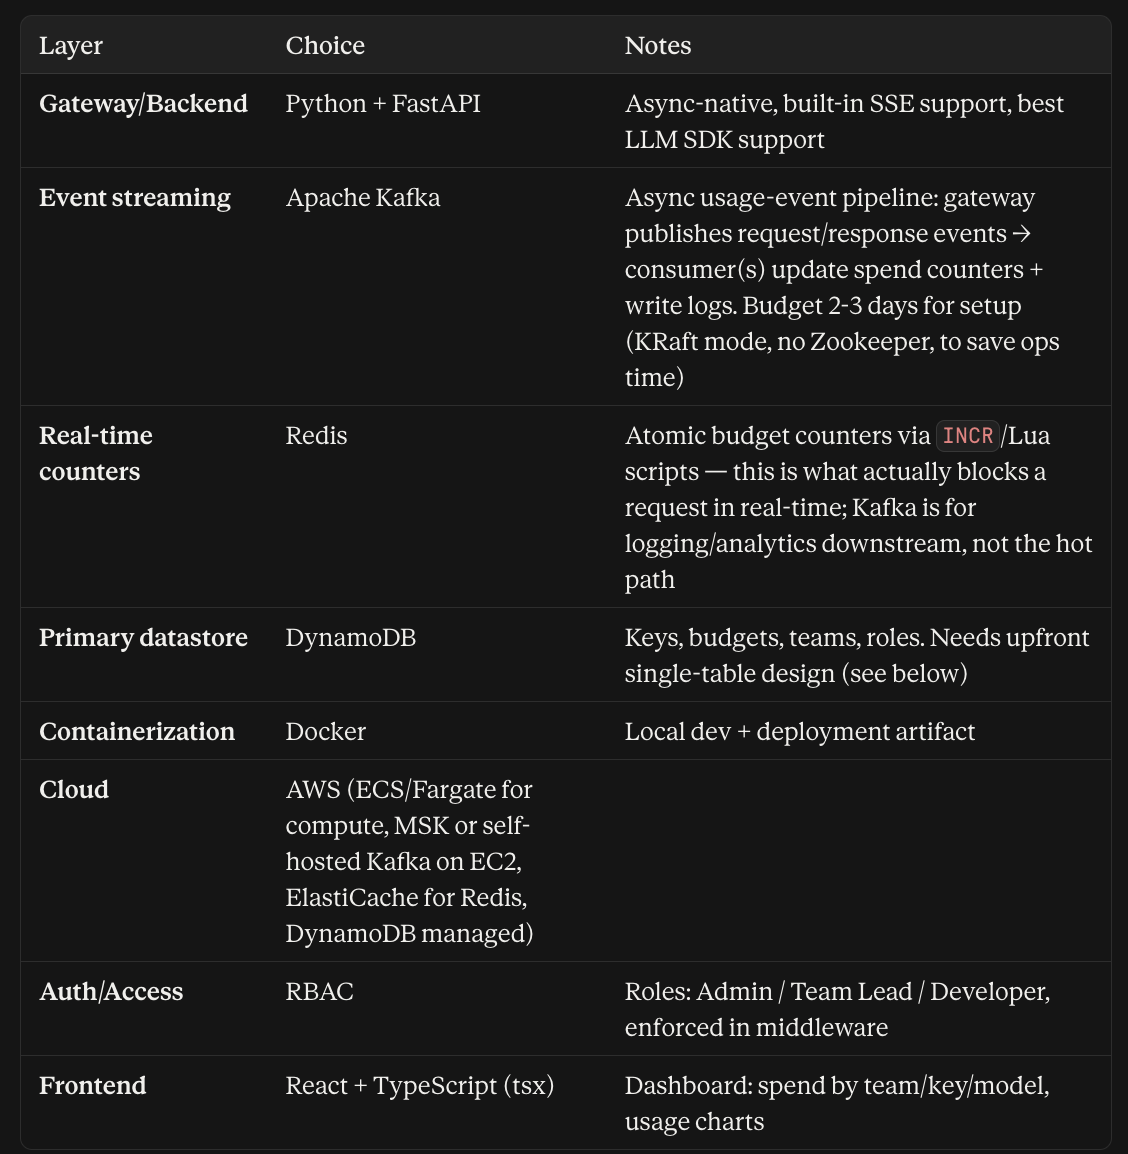 Layer Choice Notes
Gateway/Backend Python + FastAPI Async-native, built-in SSE support, best
LLM SDK support
Event streaming Apache Kafka Async usage-event pipeline: gateway
publishes request/response events →
consumer(s) update spend counters +
write logs. Budget 2-3 days for setup
(KRaft mode, no Zookeeper, to save ops
time)
Real-time Redis Atomic budget counters via INCR/Lua
counters scripts — this is what actually blocks a
request in real-time; Kafka is for
logging/analytics downstream, not the hot
path
Primary datastore DynamoDB Keys, budgets, teams, roles. Needs upfront
single-table design (see below)
Containerization Docker Local dev + deployment artifact
Cloud AWS (ECS/Fargate for
compute, MSK or self-
hosted Kafka on EC2,
ElastiCache for Redis,
DynamoDB managed)
Auth/Access RBAC Roles: Admin / Team Lead / Developer,
enforced in middleware
Frontend React + TypeScript (tsx) Dashboard: spend by team/key/model,
usage charts